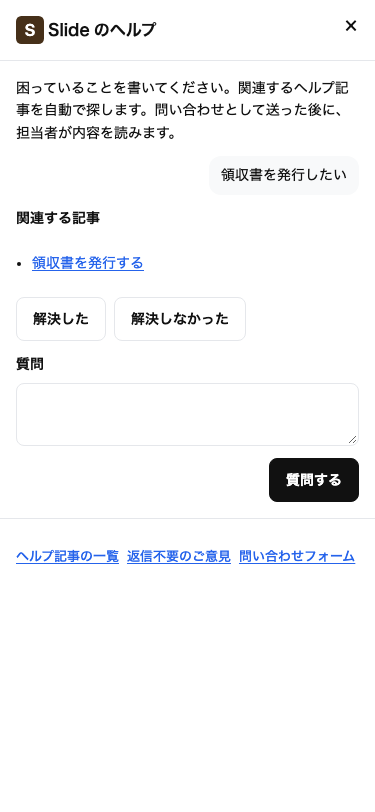 S Slide のヘルプ
×
困っていることを書いてください。関連するヘルプ記
事を自動で探します。問い合わせとして送った後に、
担当者が内容を読みます。
領収書を発行したい
関連する記事
• 領収書を発行する
解決した 解決しなかった
質問
質問する
ヘルプ記事の一覧 返信不要のご意見 問い合わせフォーム